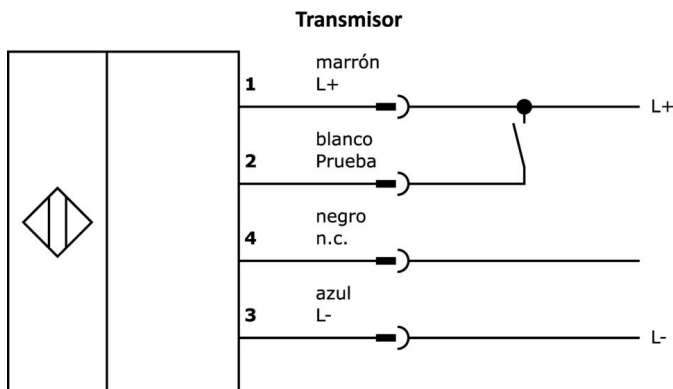 Transmisor
marrón
1 L+
L+
blanco
2 Prueba
negro
4 n.c.
azul
3 L-
L-